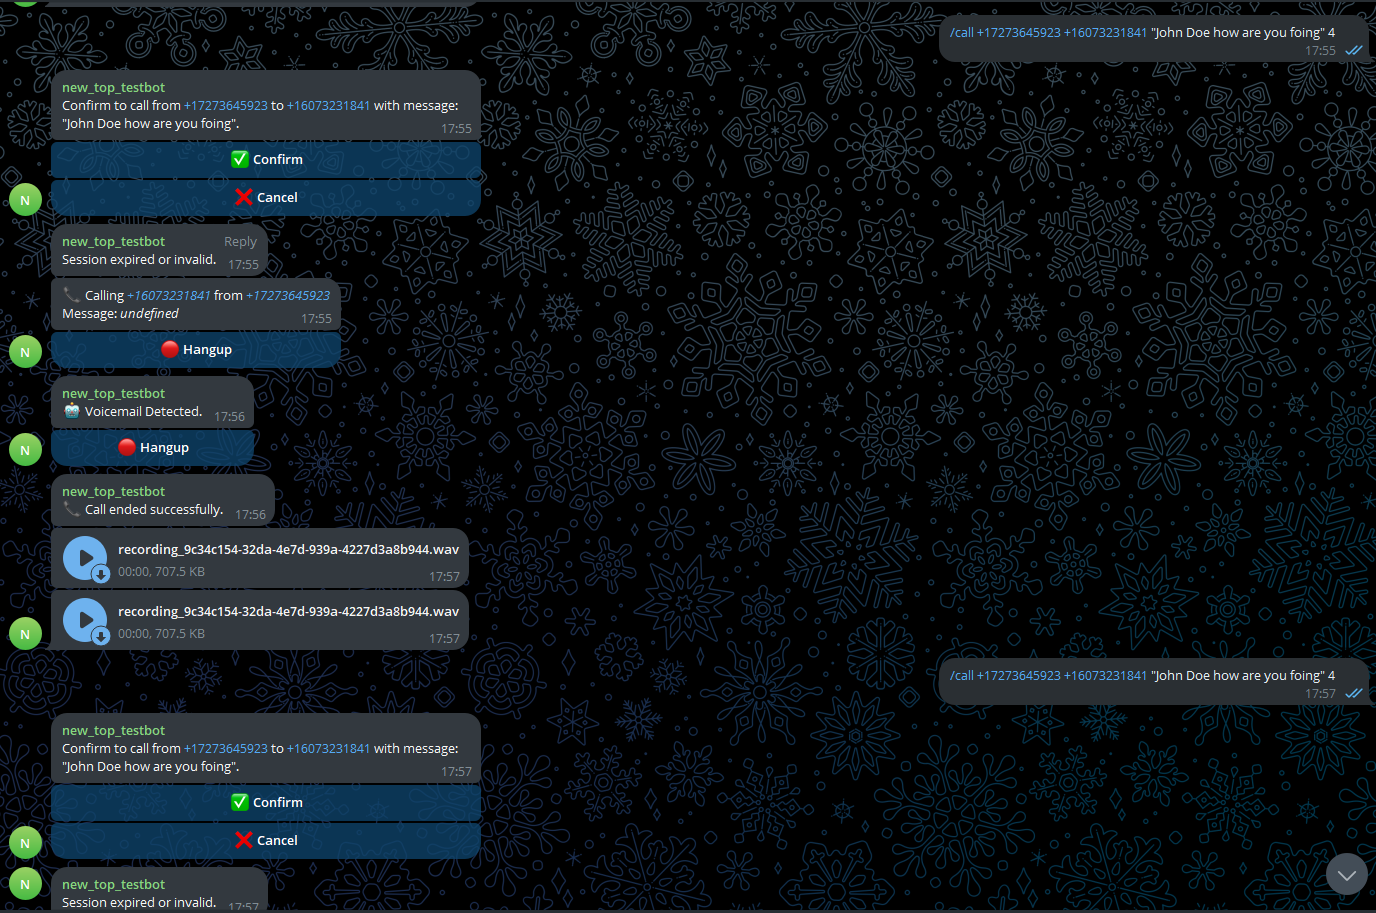 /call +17273645923 +16073231841 "John Doe how are you foing" 4
17:55
new_top_testbot
Confirm to call from +17273645923 to +16073231841 with message:
"John Doe how are you foing".
17:55
✅ Confirm
❌ Cancel
N
new_top_testbot Reply
Session expired or invalid.
17:55
📞 Calling +16073231841 from +17273645923
Message: undefined
17:55
🔴 Hangup
N
new_top_testbot
🤖 Voicemail Detected.
17:56
🔴 Hangup
N
new_top_testbot
📞 Call ended successfully.
17:56
recording_9c34c154-32da-4e7d-939a-4227d3a8b944.wav
00:00, 707.5 KB
17:57
recording_9c34c154-32da-4e7d-939a-4227d3a8b944.wav
00:00, 707.5 KB
17:57
N
/call +17273645923 +16073231841 "John Doe how are you foing" 4
17:57
new_top_testbot
Confirm to call from +17273645923 to +16073231841 with message:
"John Doe how are you foing".
17:57
✅ Confirm
❌ Cancel
N
new_top_testbot
N
Session expired or invalid.
17:57